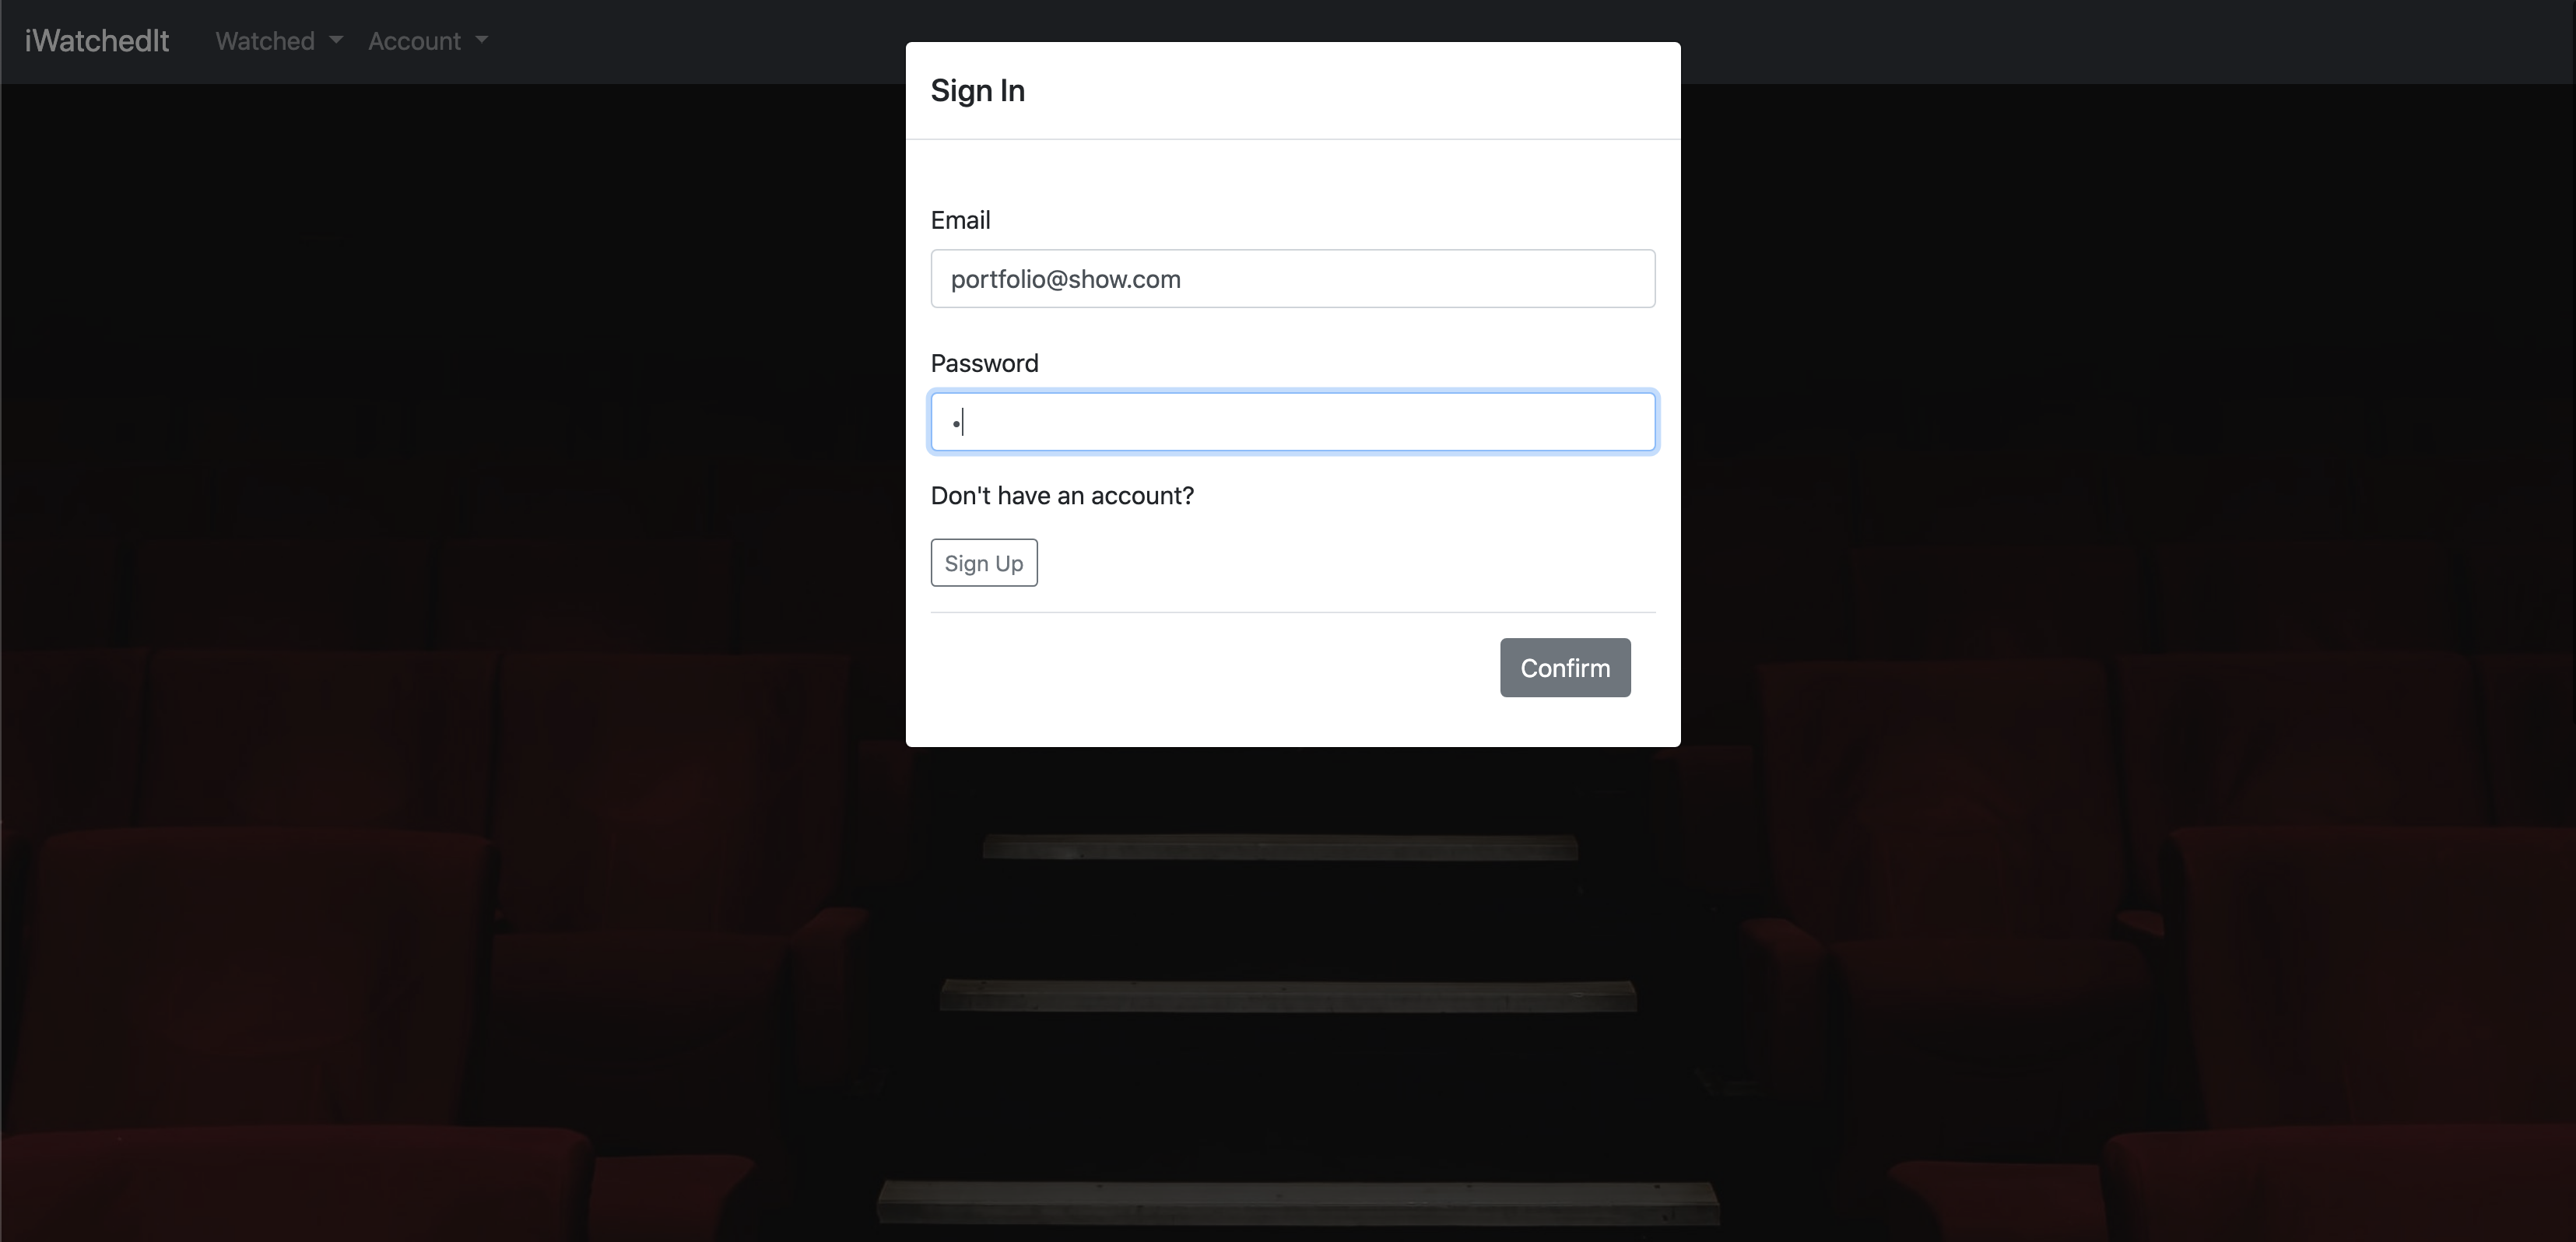 iWatchedIt Watched Account
Sign In
Email
portfolio@show.com
Password
•
Don't have an account?
Sign Up
Confirm